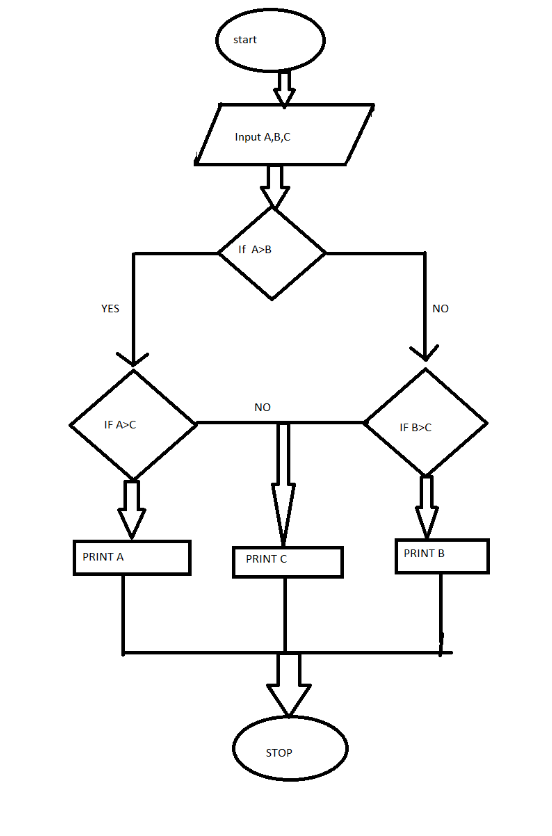 start
Input A,B,C
If A>B
YES
NO
NO
IF A>C
IF B>C
PRINT A
PRINT C
PRINT B
STOP